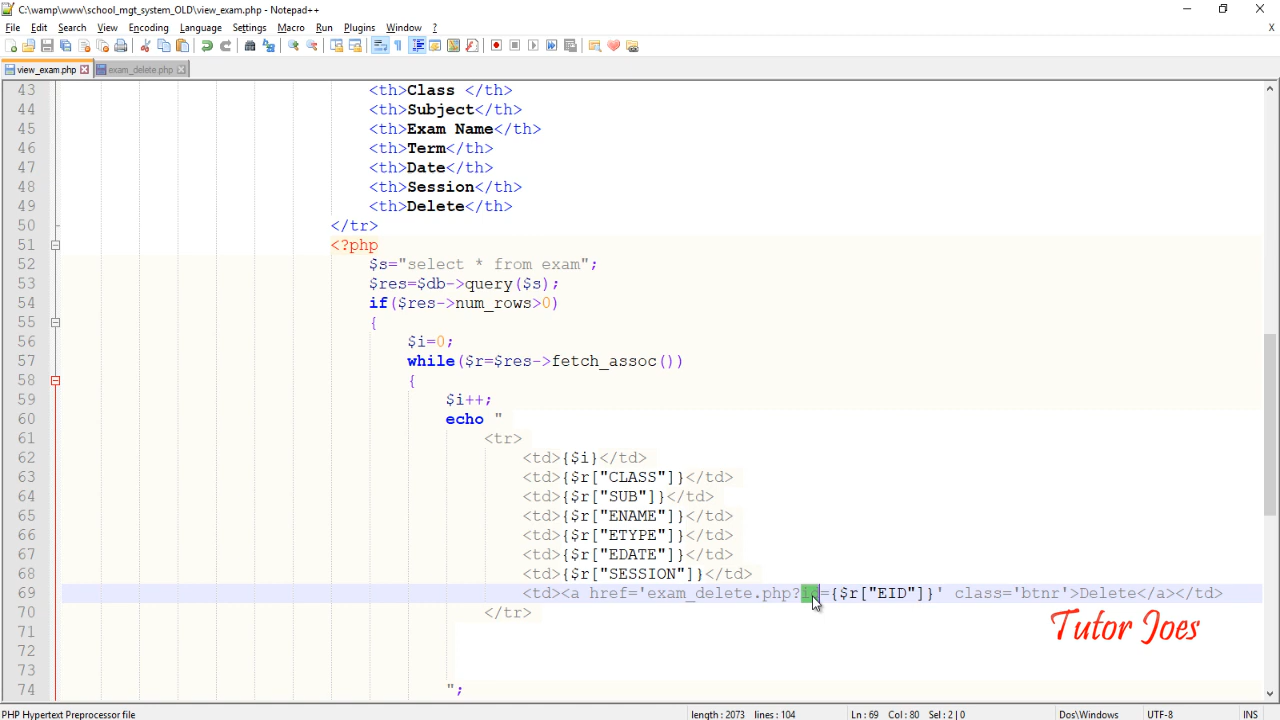 C:\wamp\www\school_mgt_system_OLD\view_exam.php - Notepad++
File Edit Search View Encoding Language Settings Macro Run Plugins Window ?
X
view_exam.php exam_delete.php
43 <th>Class </th>
44 <th>Subject</th>
45 <th>Exam Name</th>
46 <th>Term</th>
47 <th>Date</th>
48 <th>Session</th>
49 <th>Delete</th>
50 </tr>
51 <?php
52 $s="select * from exam";
53 $res=$db->query($s);
54 if($res->num_rows>0)
55 {
56 $i=0;
57 while($r=$res->fetch_assoc())
58 {
59 $i++;
60 echo "
61 <tr>
62 <td>{$i}</td>
63 <td>{$r["CLASS"]}</td>
64 <td>{$r["SUB"]}</td>
65 <td>{$r["ENAME"]}</td>
66 <td>{$r["ETYPE"]}</td>
67 <td>{$r["EDATE"]}</td>
68 <td>{$r["SESSION"]}</td>
69 <td><a href='exam_delete.php?id={$r["EID"]}' class='btnr'>Delete</a></td>
70 </tr>
Tutor Joes
71
72
73
74 ";
PHP Hypertext Preprocessor file length : 2073 lines : 104 Ln : 69 Col : 80 Sel : 2 | 0 Dos\Windows UTF-8 INS